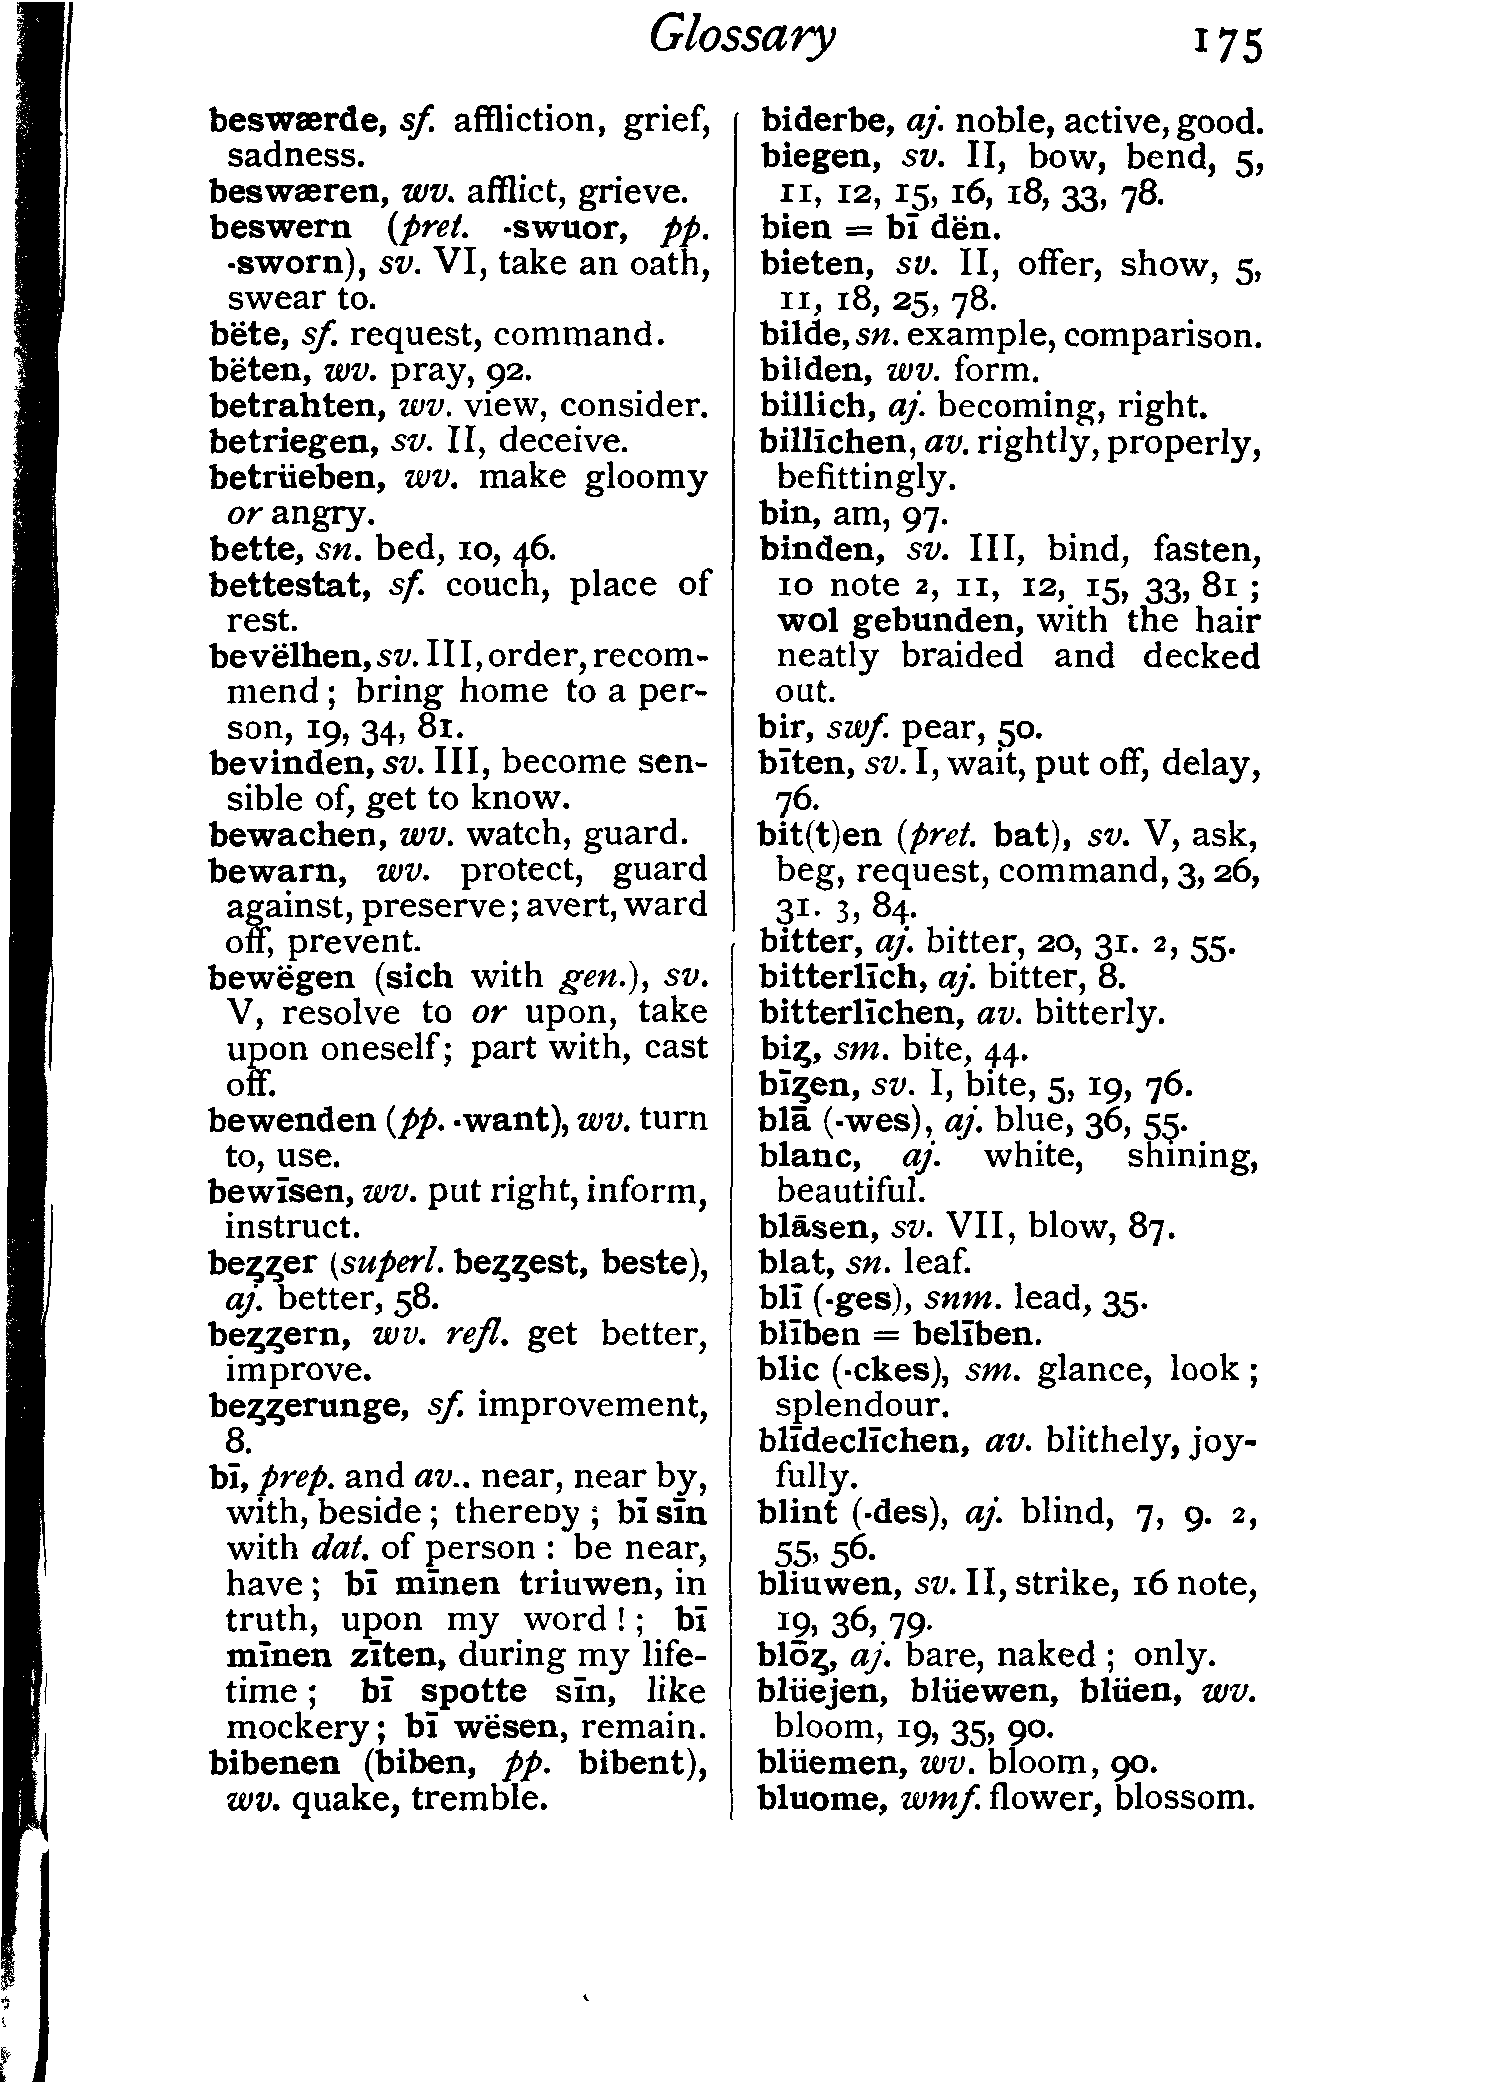 Glossary 175
beswærde, sf. affliction, grief,
sadness.
beswæren, wv. afflict, grieve.
beswern (pret. -swuor, pp.
-sworn), sv. VI, take an oath,
swear to.
bëte, sf. request, command.
bëten, wv. pray, 92.
betrahten, wv. view, consider.
betriegen, sv. II, deceive.
betrüeben, wv. make gloomy
or angry.
bette, sn. bed, 10, 46.
bettestat, sf. couch, place of
rest.
bevëlhen, sv. III, order, recom-
mend; bring home to a per-
son, 19, 34, 81.
bevinden, sv. III, become sen-
sible of, get to know.
bewachen, wv. watch, guard.
bewarn, wv. protect, guard
against, preserve; avert, ward
off, prevent.
bewëgen (sich with gen.), sv.
V, resolve to or upon, take
upon oneself; part with, cast
off.
bewenden (pp. -want), wv. turn
to, use.
bewīsen, wv. put right, inform,
instruct.
beʒʒer (superl. beʒʒest, beste),
aj. better, 58.
beʒʒern, wv. refl. get better,
improve.
beʒʒerunge, sf. improvement,
8.
bī, prep. and av.. near, near by,
with, beside; thereby; bī sīn
with dat. of person: be near,
have; bī mīnen triuwen, in
truth, upon my word!; bī
mīnen zīten, during my life-
time; bī spotte sīn, like
mockery; bī wësen, remain.
bibenen (biben, pp. bibent),
wv. quake, tremble.
biderbe, aj. noble, active, good.
biegen, sv. II, bow, bend, 5,
11, 12, 15, 16, 18, 33, 78.
bien = bī dën.
bieten, sv. II, offer, show, 5,
11, 18, 25, 78.
bilde, sn. example, comparison.
bilden, wv. form.
billich, aj. becoming, right.
billīchen, av. rightly, properly,
befittingly.
bin, am, 97.
binden, sv. III, bind, fasten,
10 note 2, 11, 12, 15, 33, 81;
wol gebunden, with the hair
neatly braided and decked
out.
bir, swf. pear, 50.
bīten, sv. I, wait, put off, delay,
76.
bit(t)en (pret. bat), sv. V, ask,
beg, request, command, 3, 26,
31. 3, 84.
bitter, aj. bitter, 20, 31. 2, 55.
bitterlīch, aj. bitter, 8.
bitterlīchen, av. bitterly.
biʒ, sm. bite, 44.
bīʒen, sv. I, bite, 5, 19, 76.
blā (-wes), aj. blue, 36, 55.
blanc, aj. white, shining,
beautiful.
blāsen, sv. VII, blow, 87.
blat, sn. leaf.
blī (-ges), snm. lead, 35.
blīben = belīben.
blic (-ckes), sm. glance, look;
splendour.
blīdeclīchen, av. blithely, joy-
fully.
blint (-des), aj. blind, 7, 9. 2,
55, 56.
bliuwen, sv. II, strike, 16 note,
19, 36, 79.
blōʒ, aj. bare, naked; only.
blüejen, blüewen, blüen, wv.
bloom, 19, 35, 90.
blüemen, wv. bloom, 90.
bluome, wmf. flower, blossom.